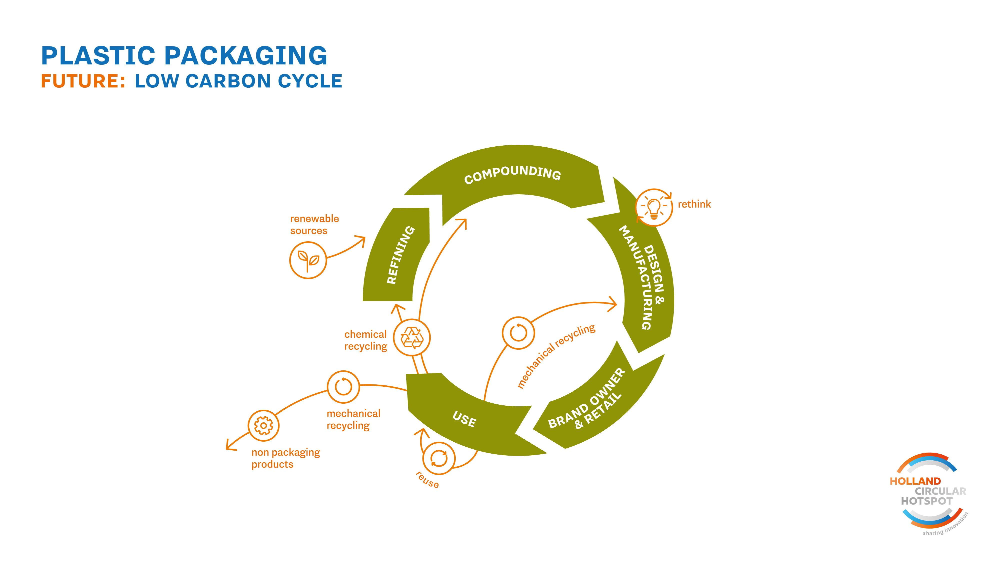 PLASTIC PACKAGING
FUTURE: LOW CARBON CYCLE
COMPOUNDING
rethink
renewable
sources
REFINING
DESIGN &
MANUFACTURING
chemical
recycling
mechanical recycling
BRAND OWNER
& RETAIL
mechanical
recycling
USE
non packaging
products
reuse
HOLLAND
CIRCULAR
HOTSPOT
sharing innovation